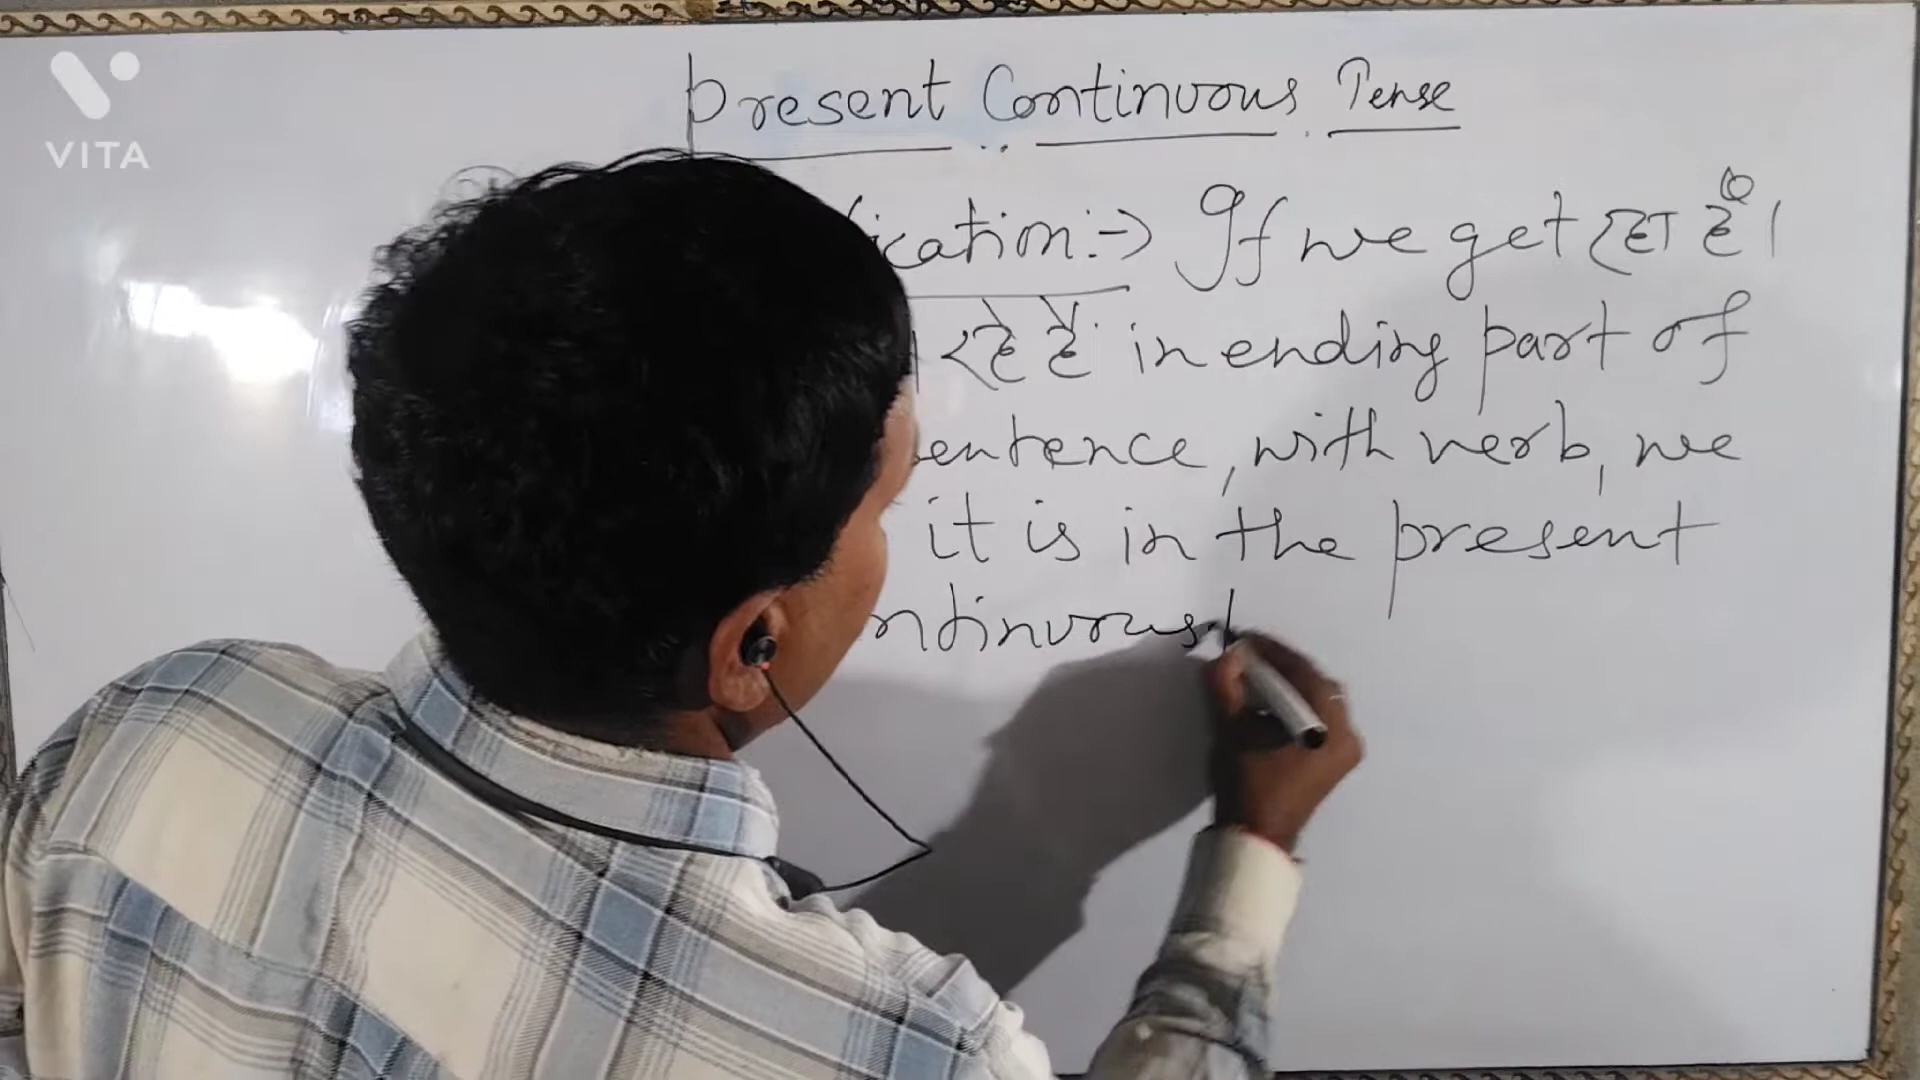 VITA
Present Continuous Tense
ication:-) If we get रहा है।
रहे हैं in ending part of
entence, with verb, we
it is in the present
ntinuous